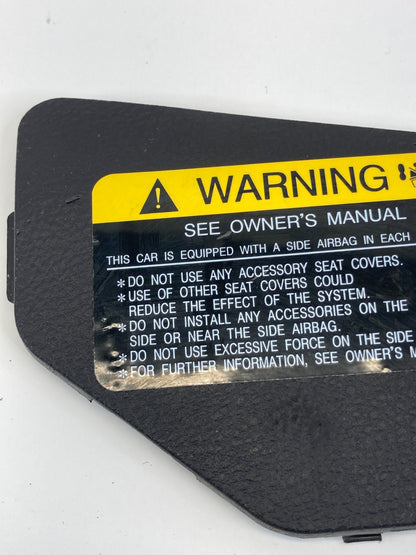 WARNING
SEE OWNER'S MANUAL
THIS CAR IS EQUIPPED WITH A SIDE AIRBAG IN EACH
*DO NOT USE ANY ACCESSORY SEAT COVERS.
*USE OF OTHER SEAT COVERS COULD
REDUCE THE EFFECT OF THE SYSTEM.
*DO NOT INSTALL ANY ACCESSORIES ON THE
SIDE OR NEAR THE SIDE AIRBAG.
*DO NOT USE EXCESSIVE FORCE ON THE SIDE
*FOR FURTHER INFORMATION, SEE OWNER'S M